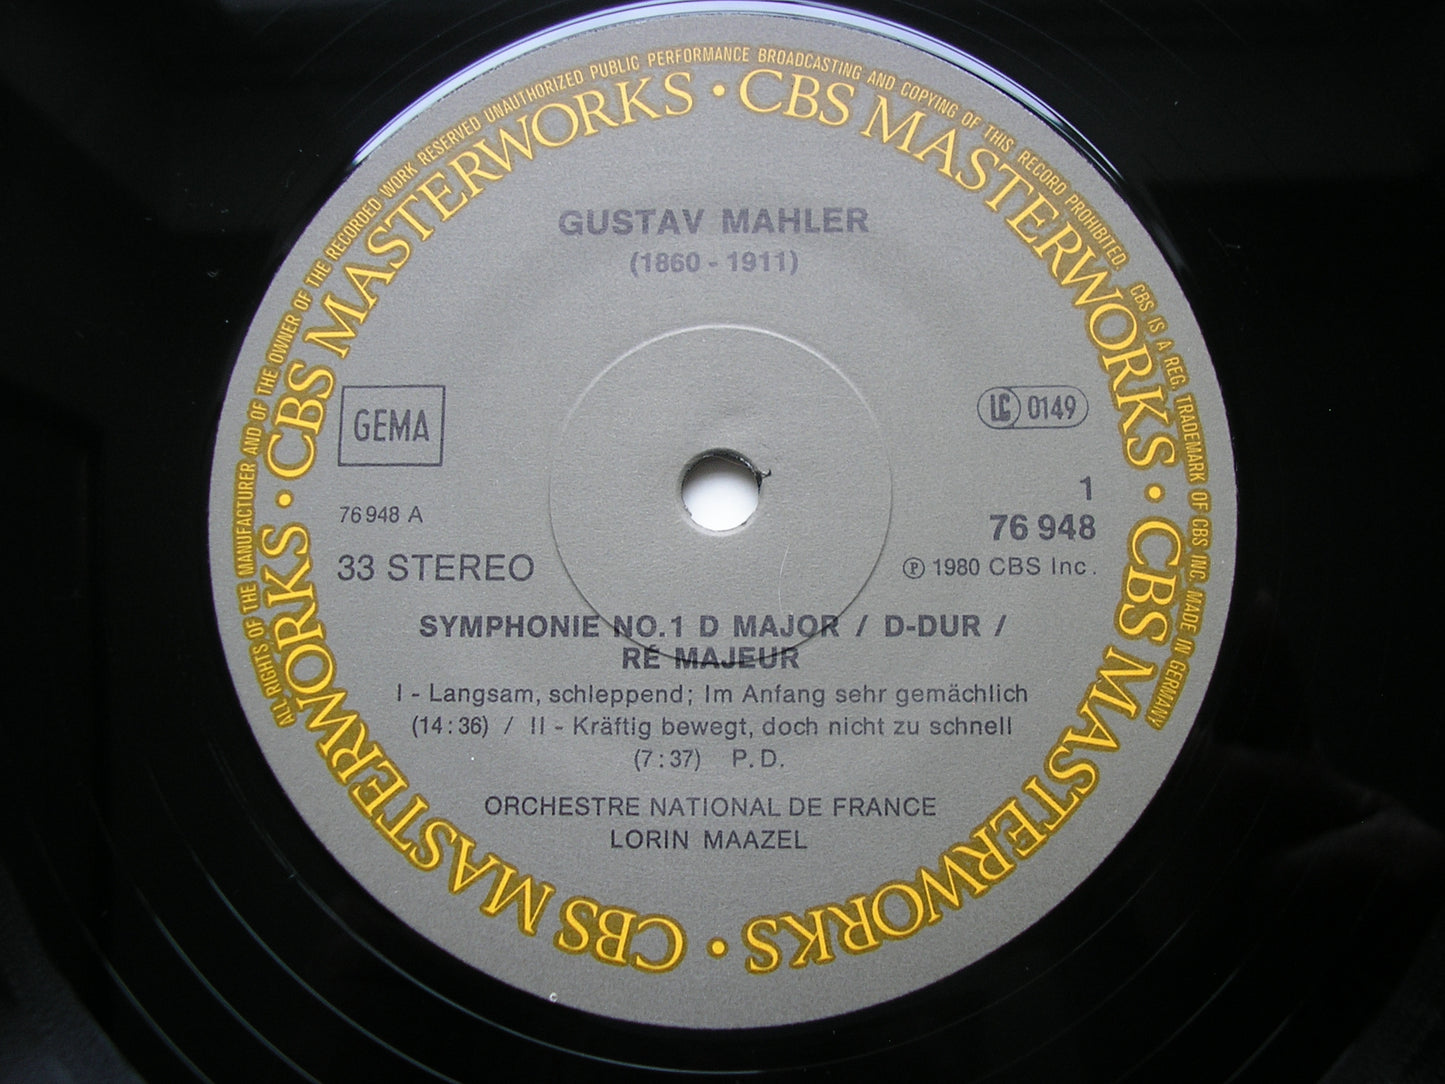 ALL RIGHTS OF THE MANUFACTURER AND OF THE OWNER OF THE RECORDED WORK RESERVED UNAUTHORIZED PUBLIC PERFORMANCE BROADCASTING AND COPYING OF THIS RECORD PROHIBITED. CBS IS A REG. TRADEMARK OF CBS INC. MADE IN GERMANY
CBS MASTERWORKS • CBS MASTERWORKS • CBS MASTERWORKS • CBS MASTERWORKS • CBS MASTERWORKS •
GUSTAV MAHLER
(1860 - 1911)
GEMA
LC 0149
76 948 A
1
76 948
33 STEREO
℗ 1980 CBS Inc.
SYMPHONIE NO.1 D MAJOR / D-DUR /
RÉ MAJEUR
I - Langsam, schleppend; Im Anfang sehr gemächlich
(14:36) / II - Kräftig bewegt, doch nicht zu schnell
(7:37) P.D.
ORCHESTRE NATIONAL DE FRANCE
LORIN MAAZEL